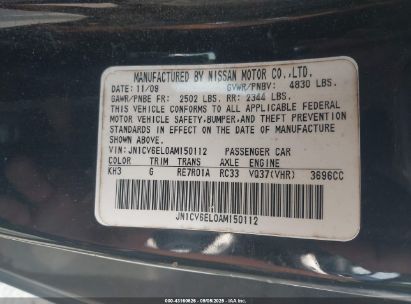 MANUFACTURED BY NISSAN MOTOR CO.,LTD.
DATE: 11/09 GVWR/PNBV: 4830 LBS.
GAWR/PNBE FR: 2502 LBS. RR: 2344 LBS.
THIS VEHICLE CONFORMS TO ALL APPLICABLE FEDERAL
MOTOR VEHICLE SAFETY,BUMPER, AND THEFT PREVENTION
STANDARDS IN EFFECT ON THE DATE OF MANUFACTURE
SHOWN ABOVE.
VIN: JN1CV6EL0AM150112 PASSENGER CAR
COLOR TRIM TRANS AXLE ENGINE
KH3 G RE7R01A RC33 VQ37(VHR) 3696CC
JN1CV6EL0AM150112